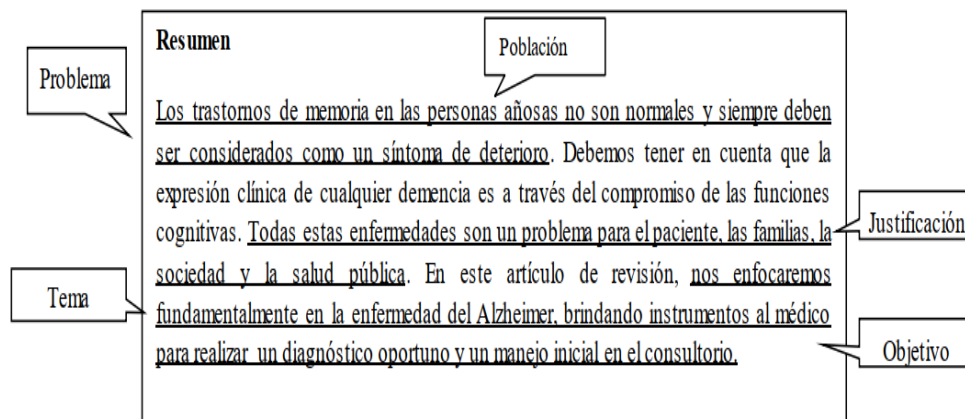 Resumen
Población
Problema
Los trastornos de memoria en las personas añosas no son normales y siempre deben
ser considerados como un síntoma de deterioro. Debemos tener en cuenta que la
expresión clínica de cualquier demencia es a través del compromiso de las funciones
cognitivas. Todas estas enfermedades son un problema para el paciente, las familias, la
Justificación
sociedad y la salud pública. En este artículo de revisión, nos enfocaremos
Tema
fundamentalmente en la enfermedad del Alzheimer, brindando instrumentos al médico
para realizar un diagnóstico oportuno y un manejo inicial en el consultorio.
Objetivo